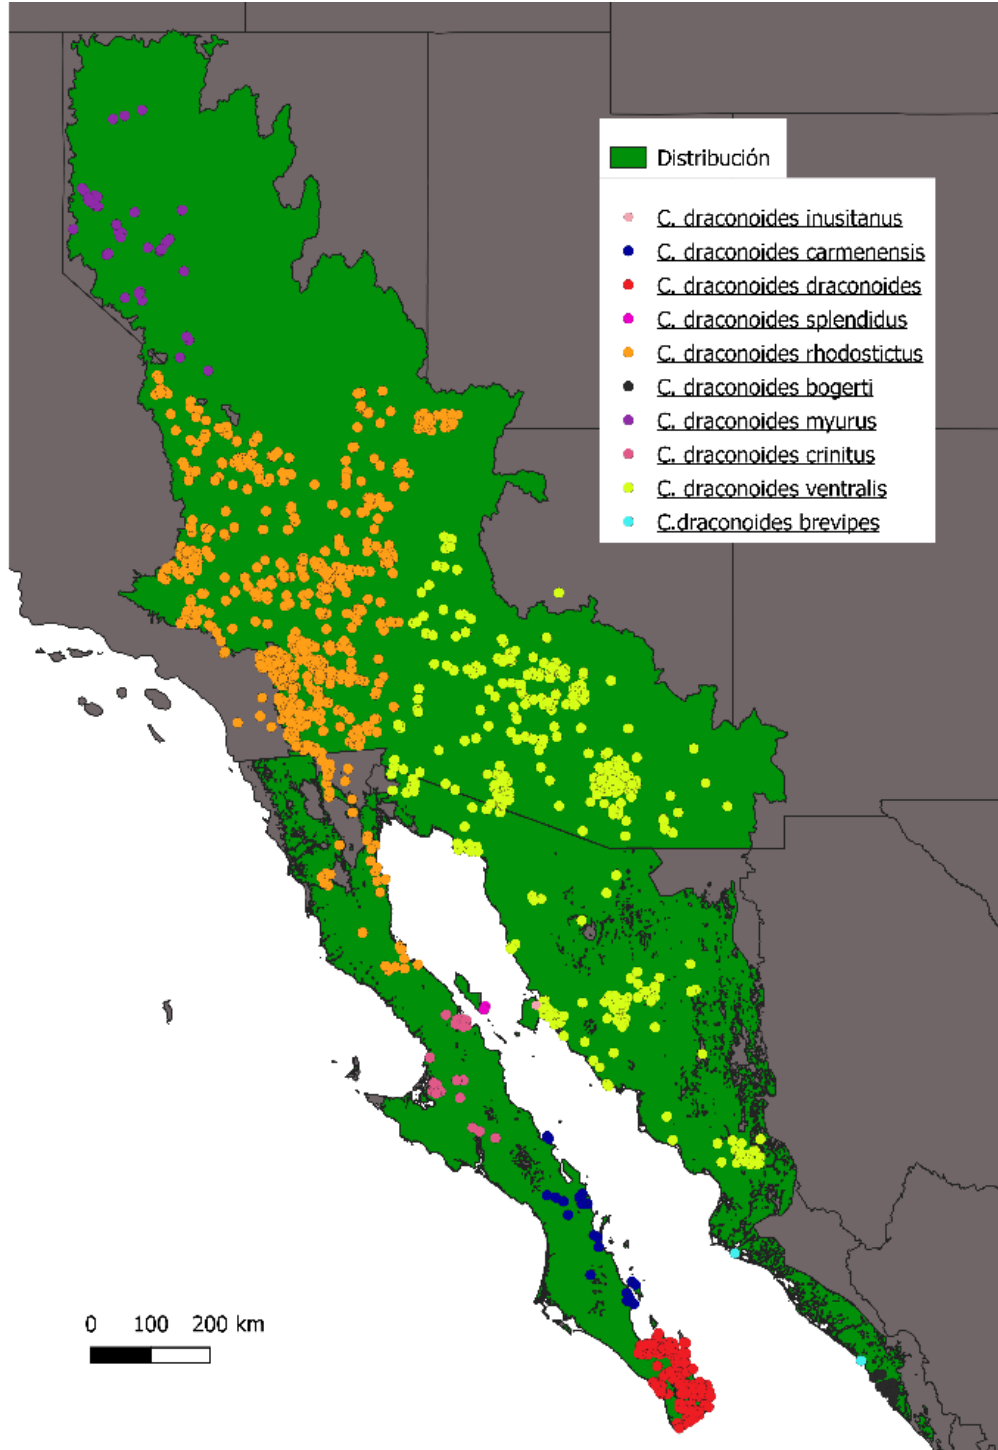 Distribución
C. draconoides inusitanus
C. draconoides carmenensis
C. draconoides draconoides
C. draconoides splendidus
C. draconoides rhodostictus
C. draconoides bogerti
C. draconoides myurus
C. draconoides crinitus
C. draconoides ventralis
C.draconoides brevipes
0 100 200 km